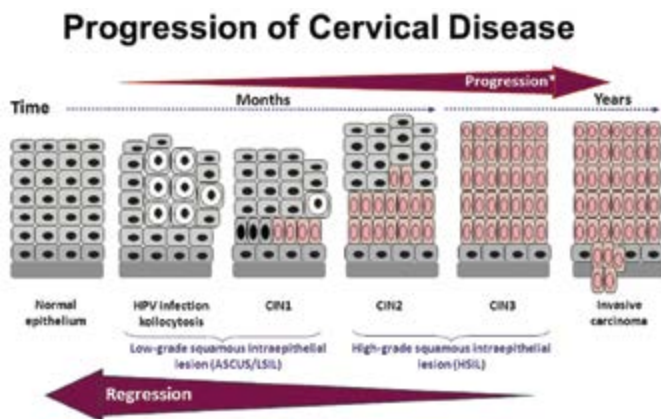 Progression of Cervical Disease
Progression*
Time
Months
Years
Normal
epithelium
HPV infection
koilocytosis
CIN1
CIN2
CIN3
Invasive
carcinoma
Low-grade squamous intraepithelial
lesion (ASCUS/LSIL)
High-grade squamous intraepithelial
lesion (HSIL)
Regression